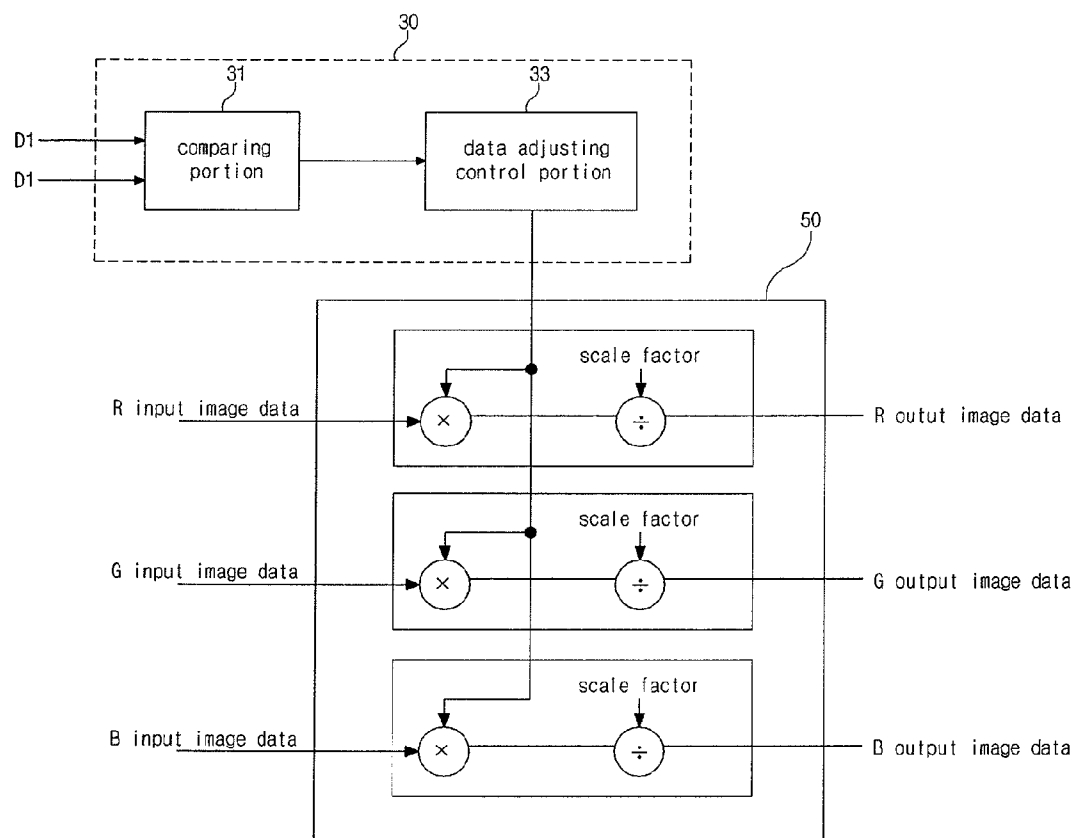 30
31
33
D1
D1
comparing
portion
data adjusting
control portion
50
scale factor
R input image data
×
÷
R outut image data
scale factor
G input image data
×
÷
G output image data
scale factor
B input image data
×
÷
B output image data